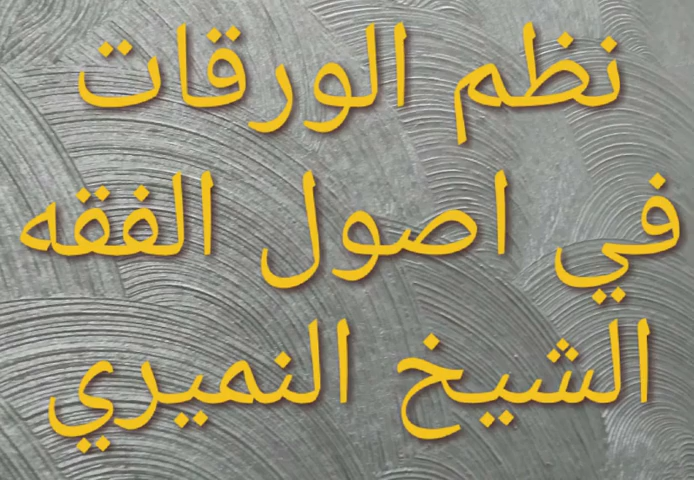 نظم الورقات
في اصول الفقه
الشيخ النميري